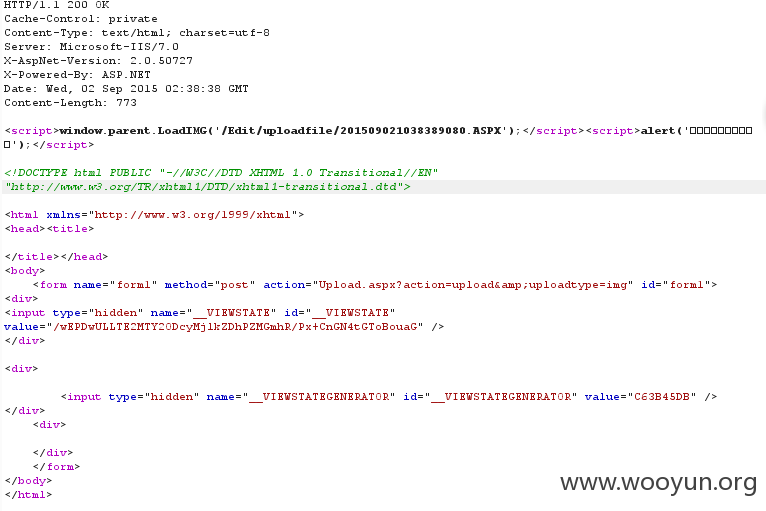 HTTP/1.1 200 OK
Cache-Control: private
Content-Type: text/html; charset=utf-8
Server: Microsoft-IIS/7.0
X-AspNet-Version: 2.0.50727
X-Powered-By: ASP.NET
Date: Wed, 02 Sep 2015 02:38:38 GMT
Content-Length: 773
<script>window.parent.LoadIMG('/Edit/uploadfile/201509021038389080.ASPX');</script><script>alert('□□□□□□□□□□
□');</script>
<!DOCTYPE html PUBLIC "-//W3C//DTD XHTML 1.0 Transitional//EN"
"http://www.w3.org/TR/xhtml1/DTD/xhtml1-transitional.dtd">
<html xmlns="http://www.w3.org/1999/xhtml">
<head><title>
</title></head>
<body>
<form name="form1" method="post" action="Upload.aspx?action=upload&amp;uploadtype=img" id="form1">
<div>
<input type="hidden" name="__VIEWSTATE" id="__VIEWSTATE"
value="/wEPDwULLTE2MTY2ODcyMjlkZDhPZMGmhR/Px+CnGN4tGToBouaG" />
</div>
<div>
<input type="hidden" name="__VIEWSTATEGENERATOR" id="__VIEWSTATEGENERATOR" value="C63B45DB" />
</div>
<div>
</div>
</form>
</body>
</html>
www.wooyun.org